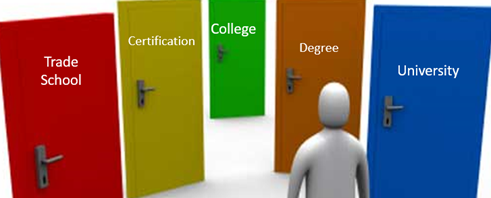 Trade
School
Certification
College
Degree
University